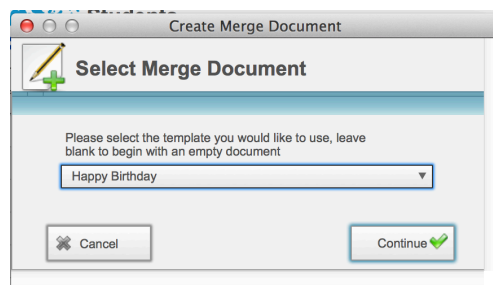 Students
Create Merge Document
Select Merge Document
Please select the template you would like to use, leave
blank to begin with an empty document
Happy Birthday
Cancel
Continue